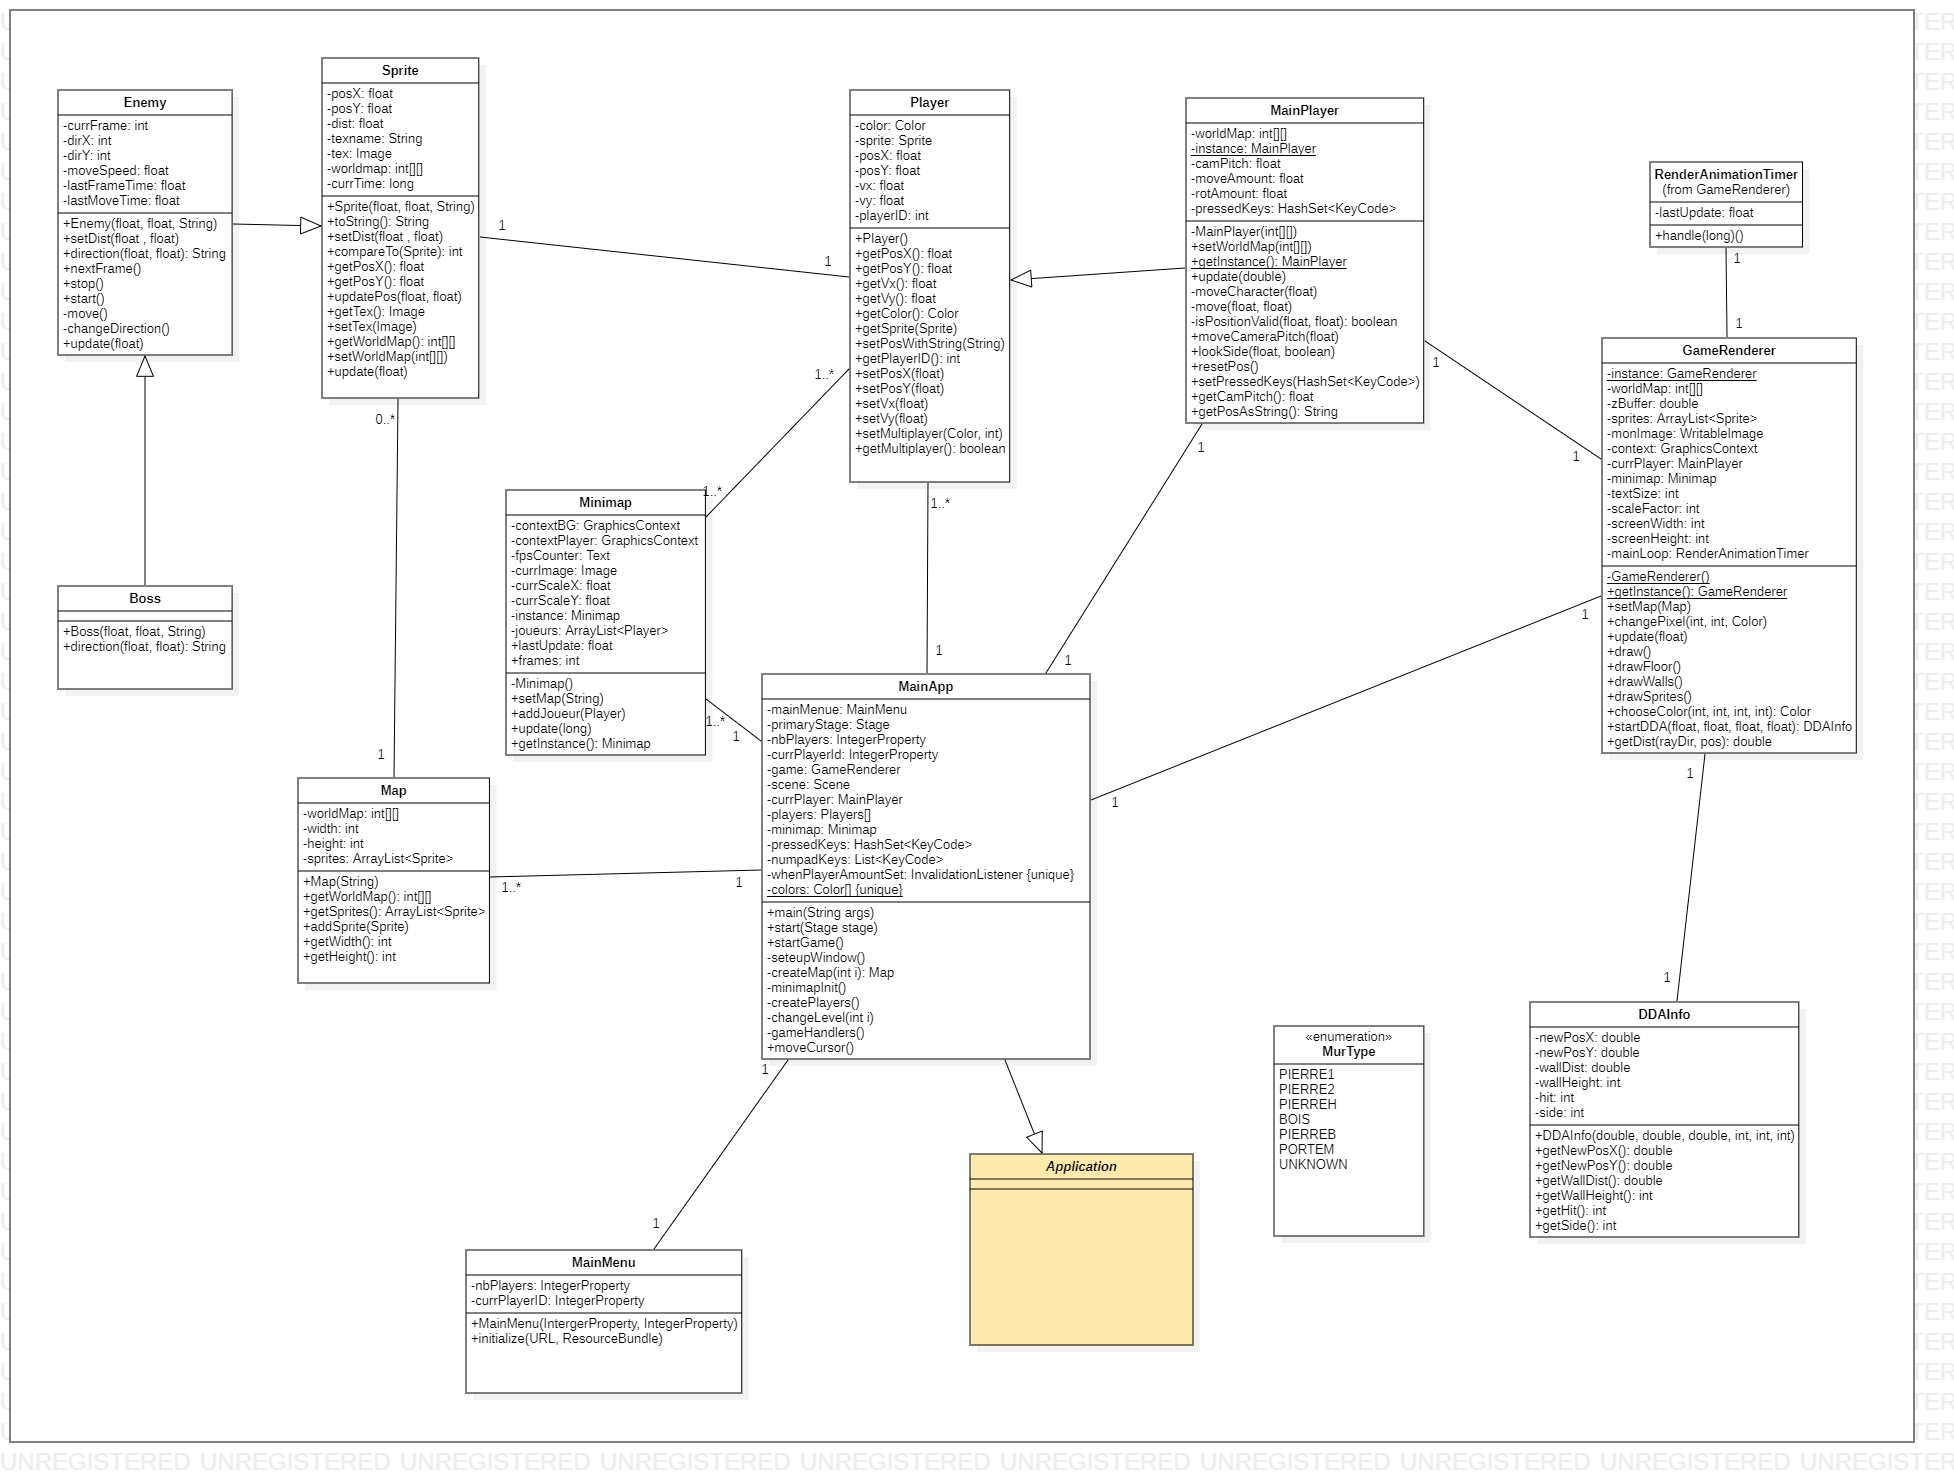 Enemy
-currFrame: int
-dirX: int
-dirY: int
-moveSpeed: float
-lastFrameTime: float
-lastMoveTime: float
+Enemy(float, float, String)
+setDist(float , float)
+direction(float, float): String
+nextFrame()
+stop()
+start()
-move()
-changeDirection()
+update(float)
Sprite
-posX: float
-posY: float
-dist: float
-texname: String
-tex: Image
-worldmap: int[][]
-currTime: long
+Sprite(float, float, String)
+toString(): String
+setDist(float , float)
+compareTo(Sprite): int
+getPosX(): float
+getPosY(): float
+updatePos(float, float)
+getTex(): Image
+setTex(Image)
+getWorldMap(): int[][]
+setWorldMap(int[][])
+update(float)
1
1
0..*
1
Player
-color: Color
-sprite: Sprite
-posX: float
-posY: float
-vx: float
-vy: float
-playerID: int
+Player()
+getPosX(): float
+getPosY(): float
+getVx(): float
+getVy(): float
+getColor(): Color
+getSprite(Sprite)
+setPosWithString(String)
+getPlayerID(): int
+setPosX(float)
+setPosY(float)
+setVx(float)
+setVy(float)
+setMultiplayer(Color, int)
+getMultiplayer(): boolean
1..*
1..*
1..*
1
MainPlayer
-worldMap: int[][]
-instance: MainPlayer
-camPitch: float
-moveAmount: float
-rotAmount: float
-pressedKeys: HashSet<KeyCode>
-MainPlayer(int[][])
+setWorldMap(int[][])
+getInstance(): MainPlayer
+update(double)
-moveCharacter(float)
-move(float, float)
-isPositionValid(float, float): boolean
+moveCameraPitch(float)
+lookSide(float, boolean)
+resetPos()
+setPressedKeys(HashSet<KeyCode>)
+getCamPitch(): float
+getPosAsString(): String
1
1
1
1
RenderAnimationTimer
(from GameRenderer)
-lastUpdate: float
+handle(long)()
1
1
GameRenderer
-instance: GameRenderer
-worldMap: int[][]
-zBuffer: double
-sprites: ArrayList<Sprite>
-monImage: WritableImage
-context: GraphicsContext
-currPlayer: MainPlayer
-minimap: Minimap
-textSize: int
-scaleFactor: int
-screenWidth: int
-screenHeight: int
-mainLoop: RenderAnimationTimer
-GameRenderer()
+getInstance(): GameRenderer
+setMap(Map)
+changePixel(int, int, Color)
+update(float)
+draw()
+drawFloor()
+drawWalls()
+drawSprites()
+chooseColor(int, int, int, int): Color
+startDDA(float, float, float, float): DDAInfo
+getDist(rayDir, pos): double
1
1
1
1
Minimap
-contextBG: GraphicsContext
-contextPlayer: GraphicsContext
-fpsCounter: Text
-currImage: Image
-currScaleX: float
-currScaleY: float
-instance: Minimap
-joueurs: ArrayList<Player>
+lastUpdate: float
+frames: int
-Minimap()
+setMap(String)
+addJoueur(Player)
+update(long)
+getInstance(): Minimap
1..*
1
Boss
+Boss(float, float, String)
+direction(float, float): String
MainApp
-mainMenue: MainMenu
-primaryStage: Stage
-nbPlayers: IntegerProperty
-currPlayerId: IntegerProperty
-game: GameRenderer
-scene: Scene
-currPlayer: MainPlayer
-players: Players[]
-minimap: Minimap
-pressedKeys: HashSet<KeyCode>
-numpadKeys: List<KeyCode>
-whenPlayerAmountSet: InvalidationListener {unique}
-colors: Color[] {unique}
+main(String args)
+start(Stage stage)
+startGame()
-seteupWindow()
-createMap(int i): Map
-minimapInit()
-createPlayers()
-changeLevel(int i)
-gameHandlers()
+moveCursor()
Map
-worldMap: int[][]
-width: int
-height: int
-sprites: ArrayList<Sprite>
+Map(String)
+getWorldMap(): int[][]
+getSprites(): ArrayList<Sprite>
+addSprite(Sprite)
+getWidth(): int
+getHeight(): int
1..*
1
1
1
MainMenu
-nbPlayers: IntegerProperty
-currPlayerID: IntegerProperty
+MainMenu(IntergerProperty, IntegerProperty)
+initialize(URL, ResourceBundle)
Application
«enumeration»
MurType
PIERRE1
PIERRE2
PIERREH
BOIS
PIERREB
PORTEM
UNKNOWN
DDAInfo
-newPosX: double
-newPosY: double
-wallDist: double
-wallHeight: int
-hit: int
-side: int
+DDAInfo(double, double, double, int, int, int)
+getNewPosX(): double
+getNewPosY(): double
+getWallDist(): double
+getWallHeight(): int
+getHit(): int
+getSide(): int
UNREGISTERED UNREGISTERED UNREGISTERED UNREGISTERED UNREGISTERED UNREGISTERED UNREGISTERED UNREGISTERED UNREGISTERED